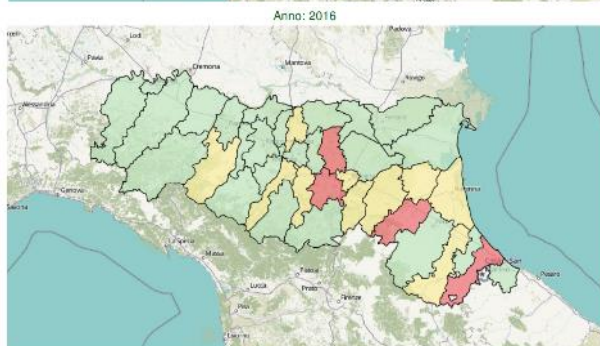 Anno: 2016
Lodi
Padova
Pavia
Cremona
Mantova
Rovigo
Alessandria
Genova
Savona
La Spezia
Massa
Lucca
Pisa
Prato
Firenze
Pesaro
Livorno